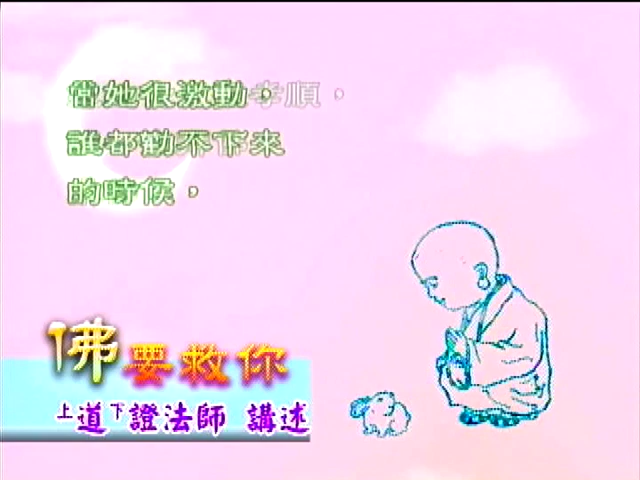 當她很激動，孝順，
誰都勸不下來
的時候，
佛要救你
上道下證法師 講述